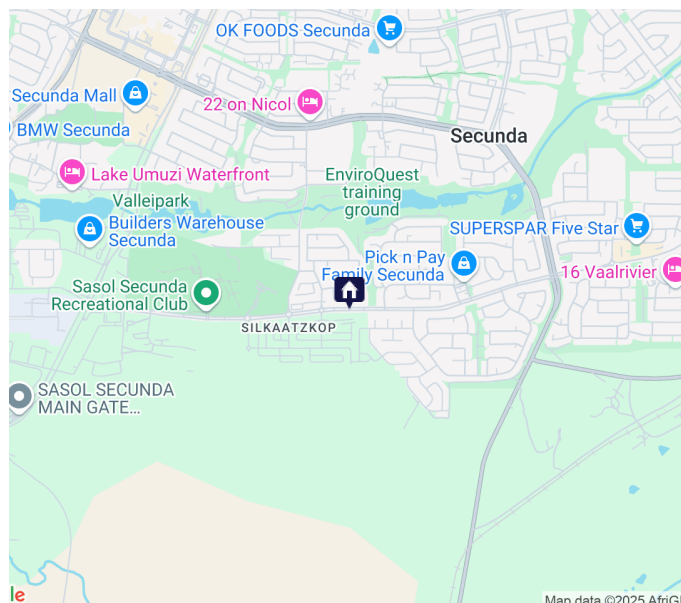 OK FOODS Secunda
Secunda Mall
22 on Nicol
BMW Secunda
Secunda
Lake Umuzi Waterfront
EnviroQuest
training
ground
Valleipark
Builders Warehouse
Secunda
SUPERSPAR Five Star
Pick n Pay
Family Secunda
16 Vaalrivier
Sasol Secunda
Recreational Club
SILKAATZKOP
SASOL SECUNDA
MAIN GATE...
le
Map data ©2025 AfriGI